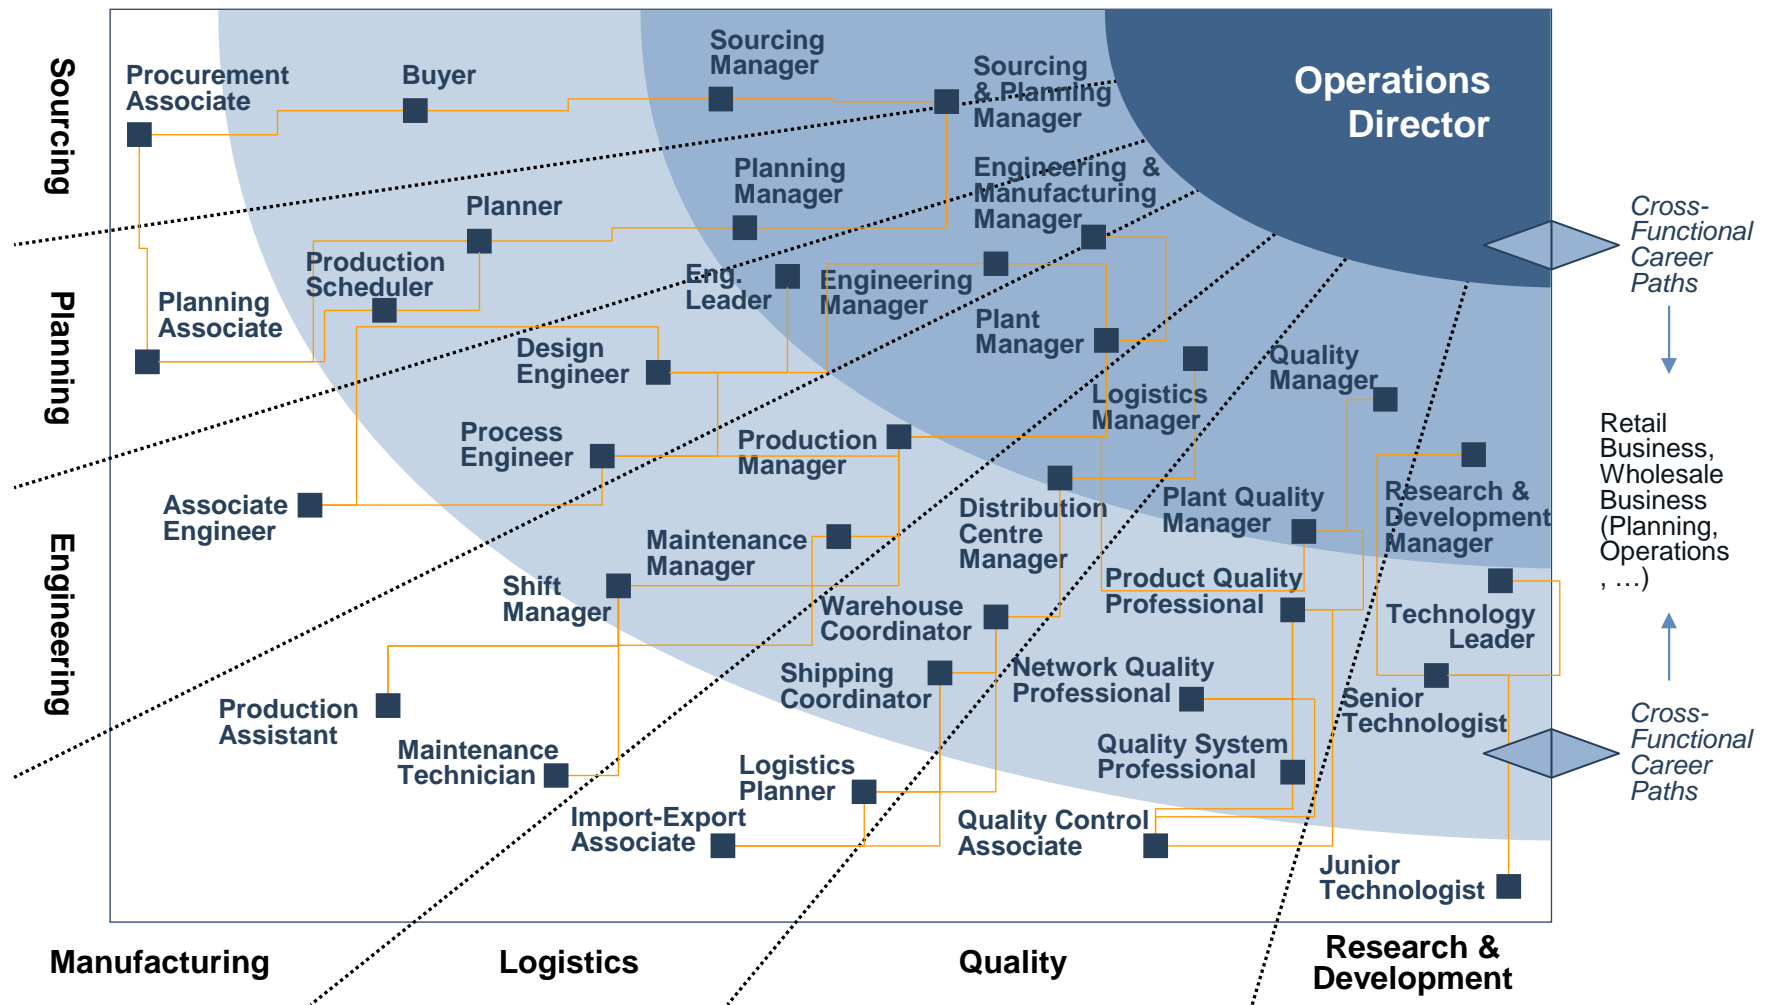 Sourcing
Planning
Engineering
Manufacturing
Logistics
Quality
Research &
Development
Operations
Director
Procurement
Associate
Buyer
Sourcing
Manager
Sourcing
& Planning
Manager
Planning
Manager
Engineering &
Manufacturing
Manager
Planner
Production
Scheduler
Planning
Associate
Eng.
Leader
Engineering
Manager
Plant
Manager
Design
Engineer
Logistics
Manager
Quality
Manager
Process
Engineer
Production
Manager
Associate
Engineer
Maintenance
Manager
Distribution
Centre
Manager
Plant Quality
Manager
Research &
Development
Manager
Shift
Manager
Warehouse
Coordinator
Product Quality
Professional
Technology
Leader
Shipping
Coordinator
Network Quality
Professional
Senior
Technologist
Production
Assistant
Maintenance
Technician
Logistics
Planner
Quality System
Professional
Import-Export
Associate
Quality Control
Associate
Junior
Technologist
Cross-
Functional
Career
Paths
Retail
Business,
Wholesale
Business
(Planning,
Operations
, …)
Cross-
Functional
Career
Paths